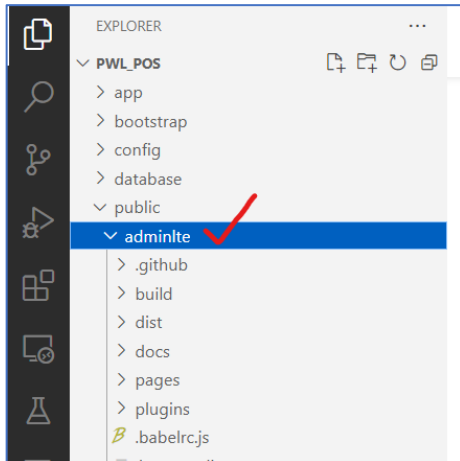 EXPLORER
PWL_POS
app
bootstrap
config
database
public
adminlte
.github
build
dist
docs
pages
plugins
.babelrc.js